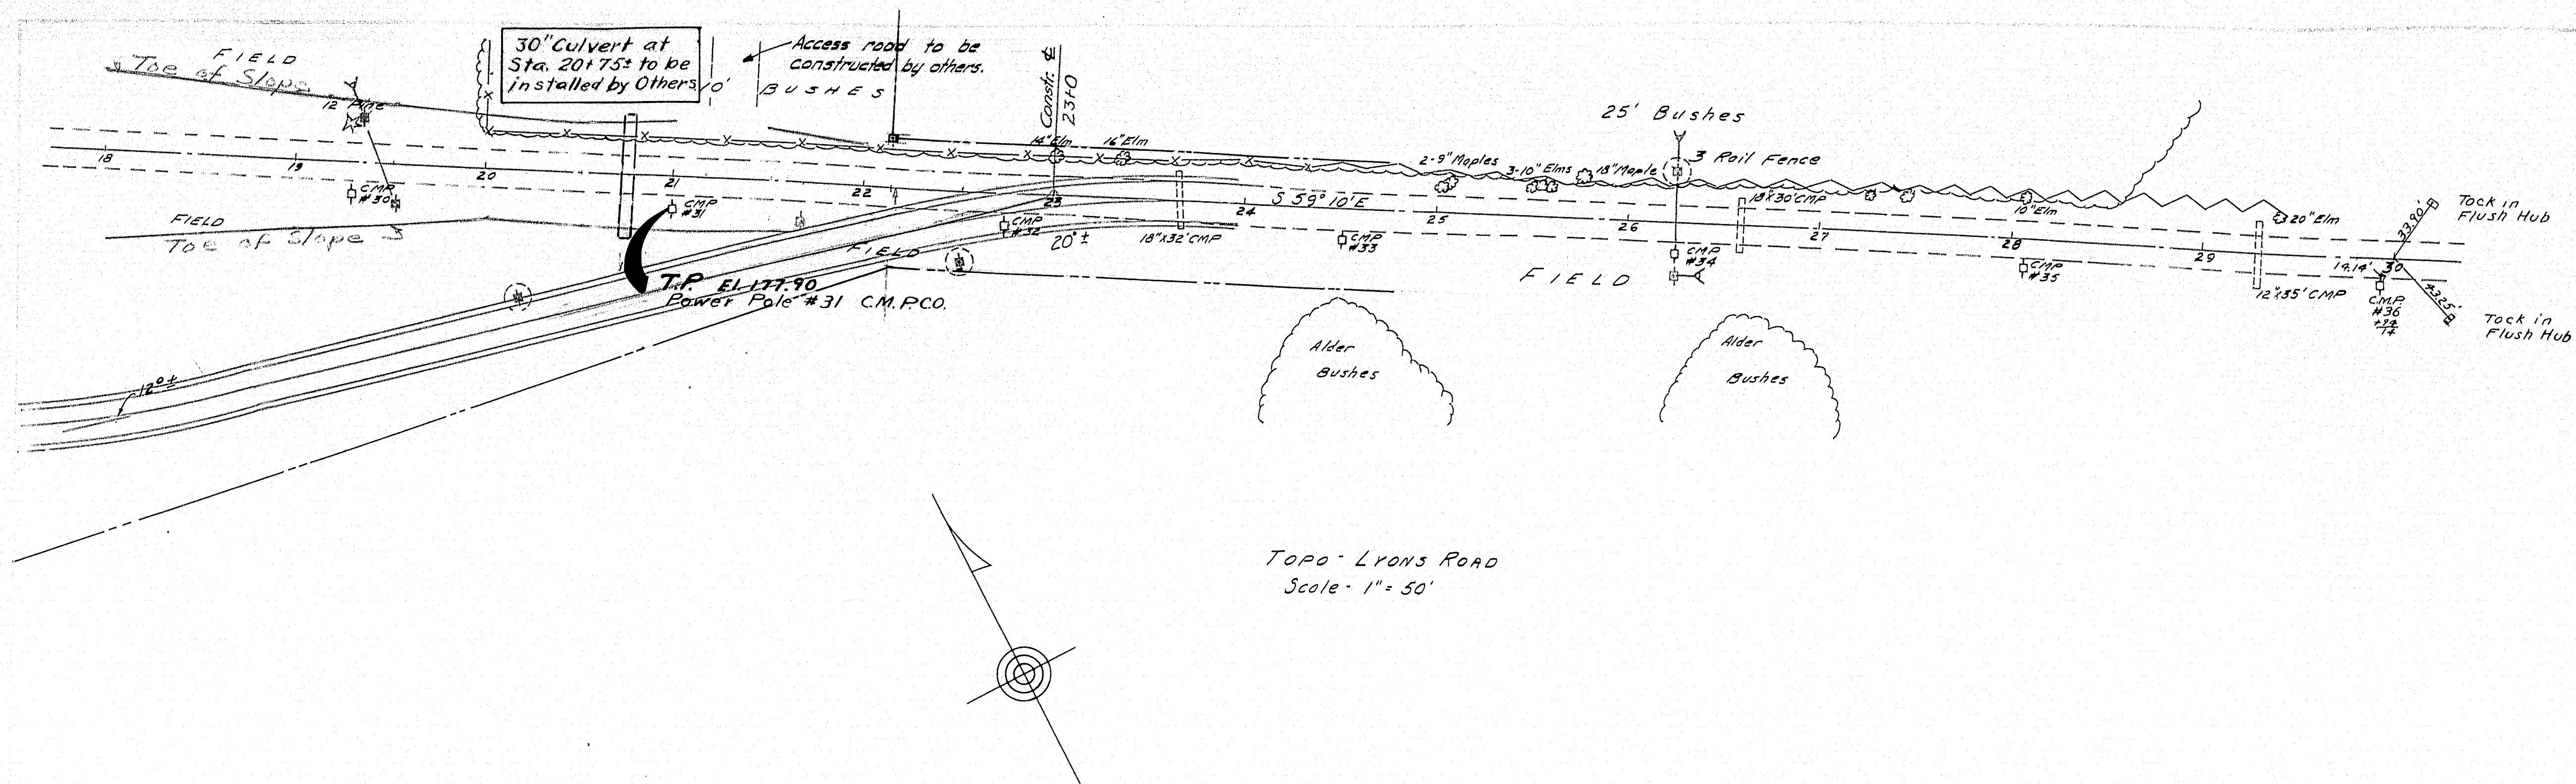 FIELD
Toe of Slope
12" Pine
30" Culvert at
Sta. 20+75± to be
installed by Others
10'
Access road to be
constructed by others.
BUSHES
Constr. ℄
23+0
14" Elm
16" Elm
25' Bushes
2-9" Maples
3-10" Elms
18" Maple
3 Rail Fence
18
19
20
21
22
23
24
25
26
27
28
29
30
S 59° 10' E
CMP
#30
CMP
#31
CMP
#32
CMP
#33
CMP
#34
CMP
#35
C.M.P.
#36
+94
14
FIELD
Toe of Slope
FIELD
20°±
18"X32' CMP
18"X30' CMP
10" Elm
20" Elm
12"X35' CMP
33.90'
14.14'
43.25'
Tack in
Flush Hub
Tack in
Flush Hub
T.P. El. 177.90
Power Pole #31 C.M.P.CO.
FIELD
12°±
Alder
Bushes
Alder
Bushes
TOPO - LYONS ROAD
Scale - 1" = 50'